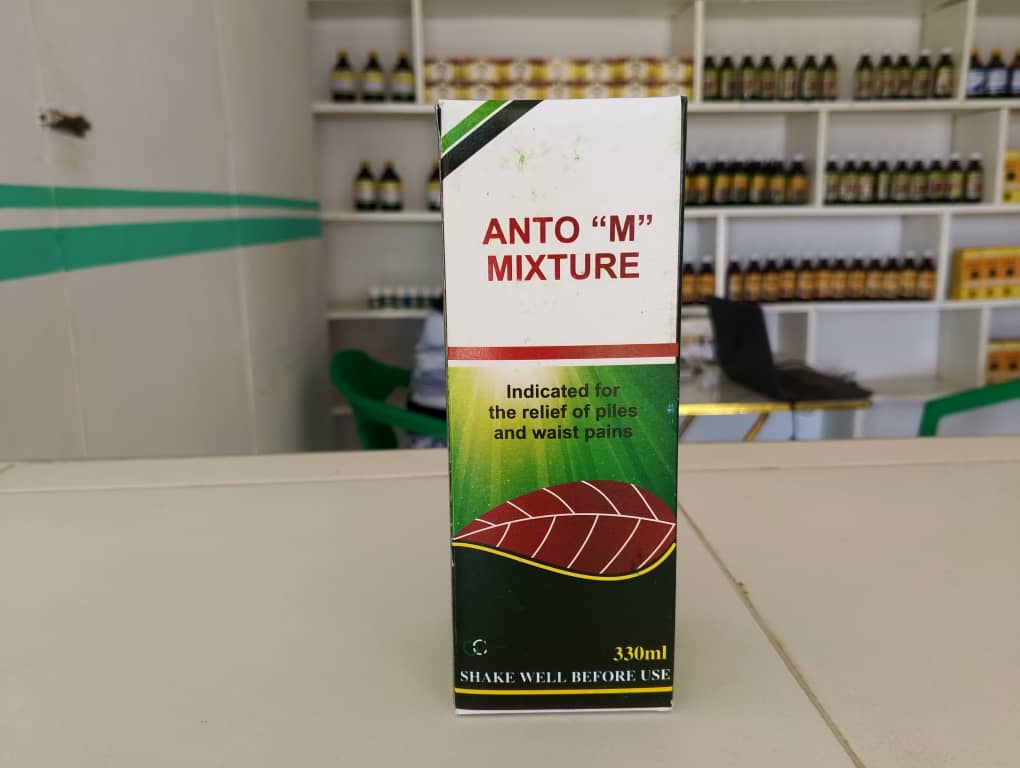 ANTO “M”
MIXTURE
Indicated for
the relief of piles
and waist pains
330ml
SHAKE WELL BEFORE USE